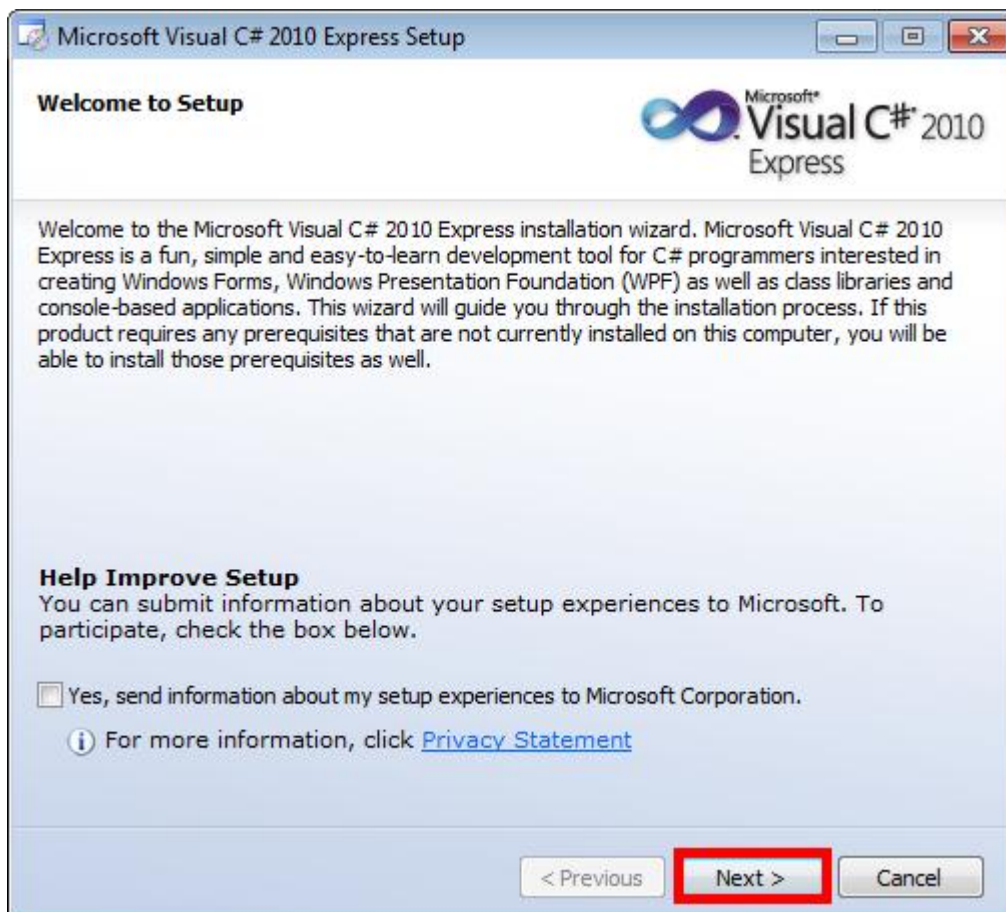 Microsoft Visual C# 2010 Express Setup
Welcome to Setup
Microsoft®
Visual C#® 2010
Express
Welcome to the Microsoft Visual C# 2010 Express installation wizard. Microsoft Visual C# 2010
Express is a fun, simple and easy-to-learn development tool for C# programmers interested in
creating Windows Forms, Windows Presentation Foundation (WPF) as well as class libraries and
console-based applications. This wizard will guide you through the installation process. If this
product requires any prerequisites that are not currently installed on this computer, you will be
able to install those prerequisites as well.
Help Improve Setup
You can submit information about your setup experiences to Microsoft. To
participate, check the box below.
Yes, send information about my setup experiences to Microsoft Corporation.
For more information, click Privacy Statement
< Previous
Next >
Cancel